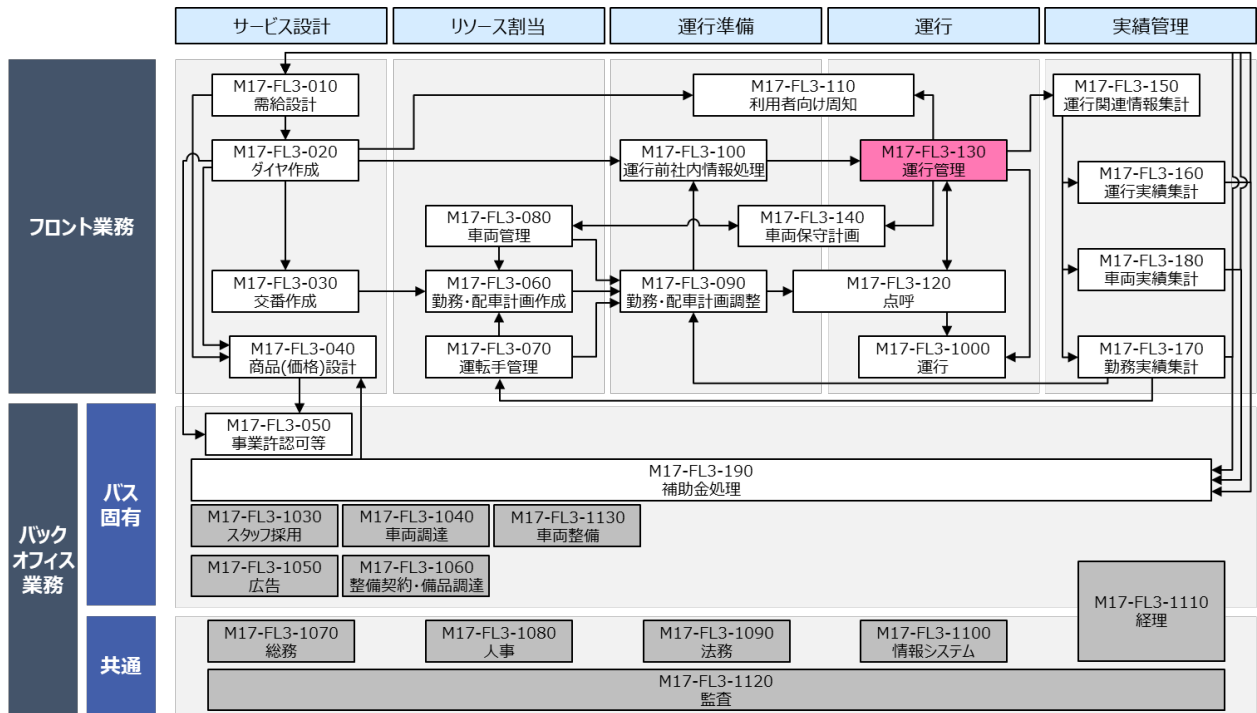 サービス設計
リソース割当
運行準備
運行
実績管理
フロント業務
M17-FL3-010
需給設計
M17-FL3-110
利用者向け周知
M17-FL3-150
運行関連情報集計
M17-FL3-020
ダイヤ作成
M17-FL3-100
運行前社内情報処理
M17-FL3-130
運行管理
M17-FL3-160
運行実績集計
M17-FL3-080
車両管理
M17-FL3-140
車両保守計画
M17-FL3-180
車両実績集計
M17-FL3-030
交番作成
M17-FL3-060
勤務・配車計画作成
M17-FL3-090
勤務・配車計画調整
M17-FL3-120
点呼
M17-FL3-040
商品(価格)設計
M17-FL3-070
運転手管理
M17-FL3-1000
運行
M17-FL3-170
勤務実績集計
バック
オフィス
業務
バス
固有
M17-FL3-050
事業許認可等
M17-FL3-190
補助金処理
M17-FL3-1030
スタッフ採用
M17-FL3-1040
車両調達
M17-FL3-1130
車両整備
M17-FL3-1050
広告
M17-FL3-1060
整備契約・備品調達
M17-FL3-1110
経理
共通
M17-FL3-1070
総務
M17-FL3-1080
人事
M17-FL3-1090
法務
M17-FL3-1100
情報システム
M17-FL3-1120
監査